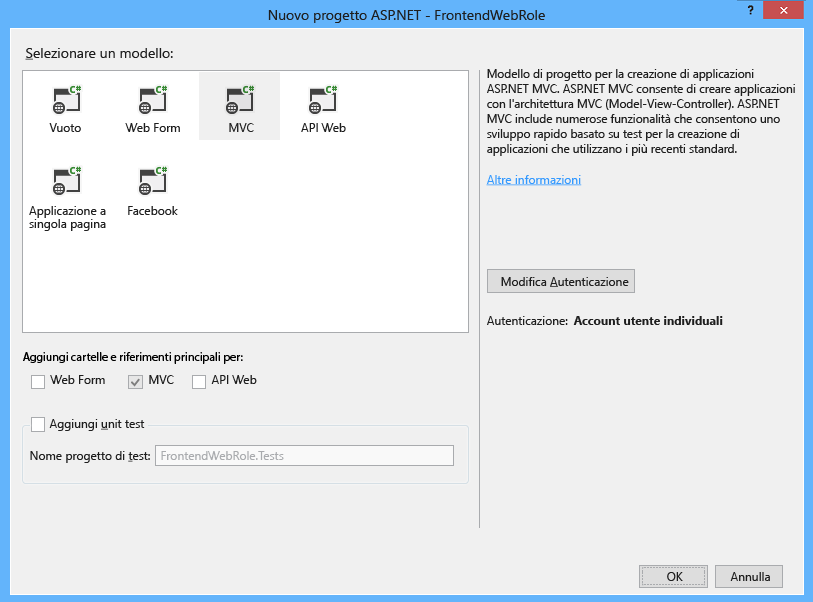 Nuovo progetto ASP.NET - FrontendWebRole
?
Selezionare un modello:
C# C# C# C#
Vuoto Web Form MVC API Web
C# C#
Applicazione a
singola pagina
Facebook
Modello di progetto per la creazione di applicazioni
ASP.NET MVC. ASP.NET MVC consente di creare applicazioni
con l'architettura MVC (Model-View-Controller). ASP.NET
MVC include numerose funzionalità che consentono uno
sviluppo rapido basato su test per la creazione di
applicazioni che utilizzano i più recenti standard.
Altre informazioni
Modifica Autenticazione
Autenticazione: Account utente individuali
Aggiungi cartelle e riferimenti principali per:
Web Form MVC API Web
Aggiungi unit test
Nome progetto di test: FrontendWebRole.Tests
OK Annulla